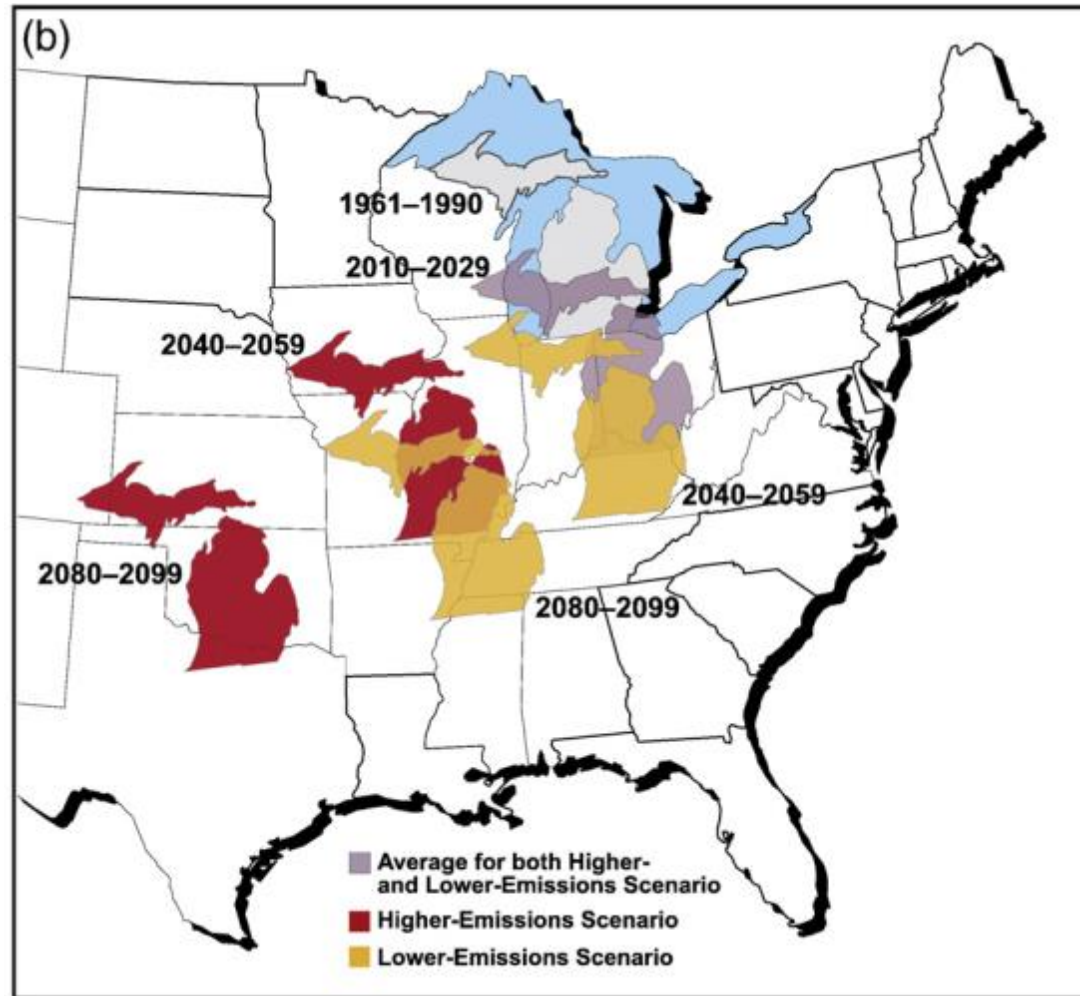 (b)
1961–1990
2010–2029
2040–2059
2040–2059
2080–2099
2080–2099
Average for both Higher-
and Lower-Emissions Scenario
Higher-Emissions Scenario
Lower-Emissions Scenario